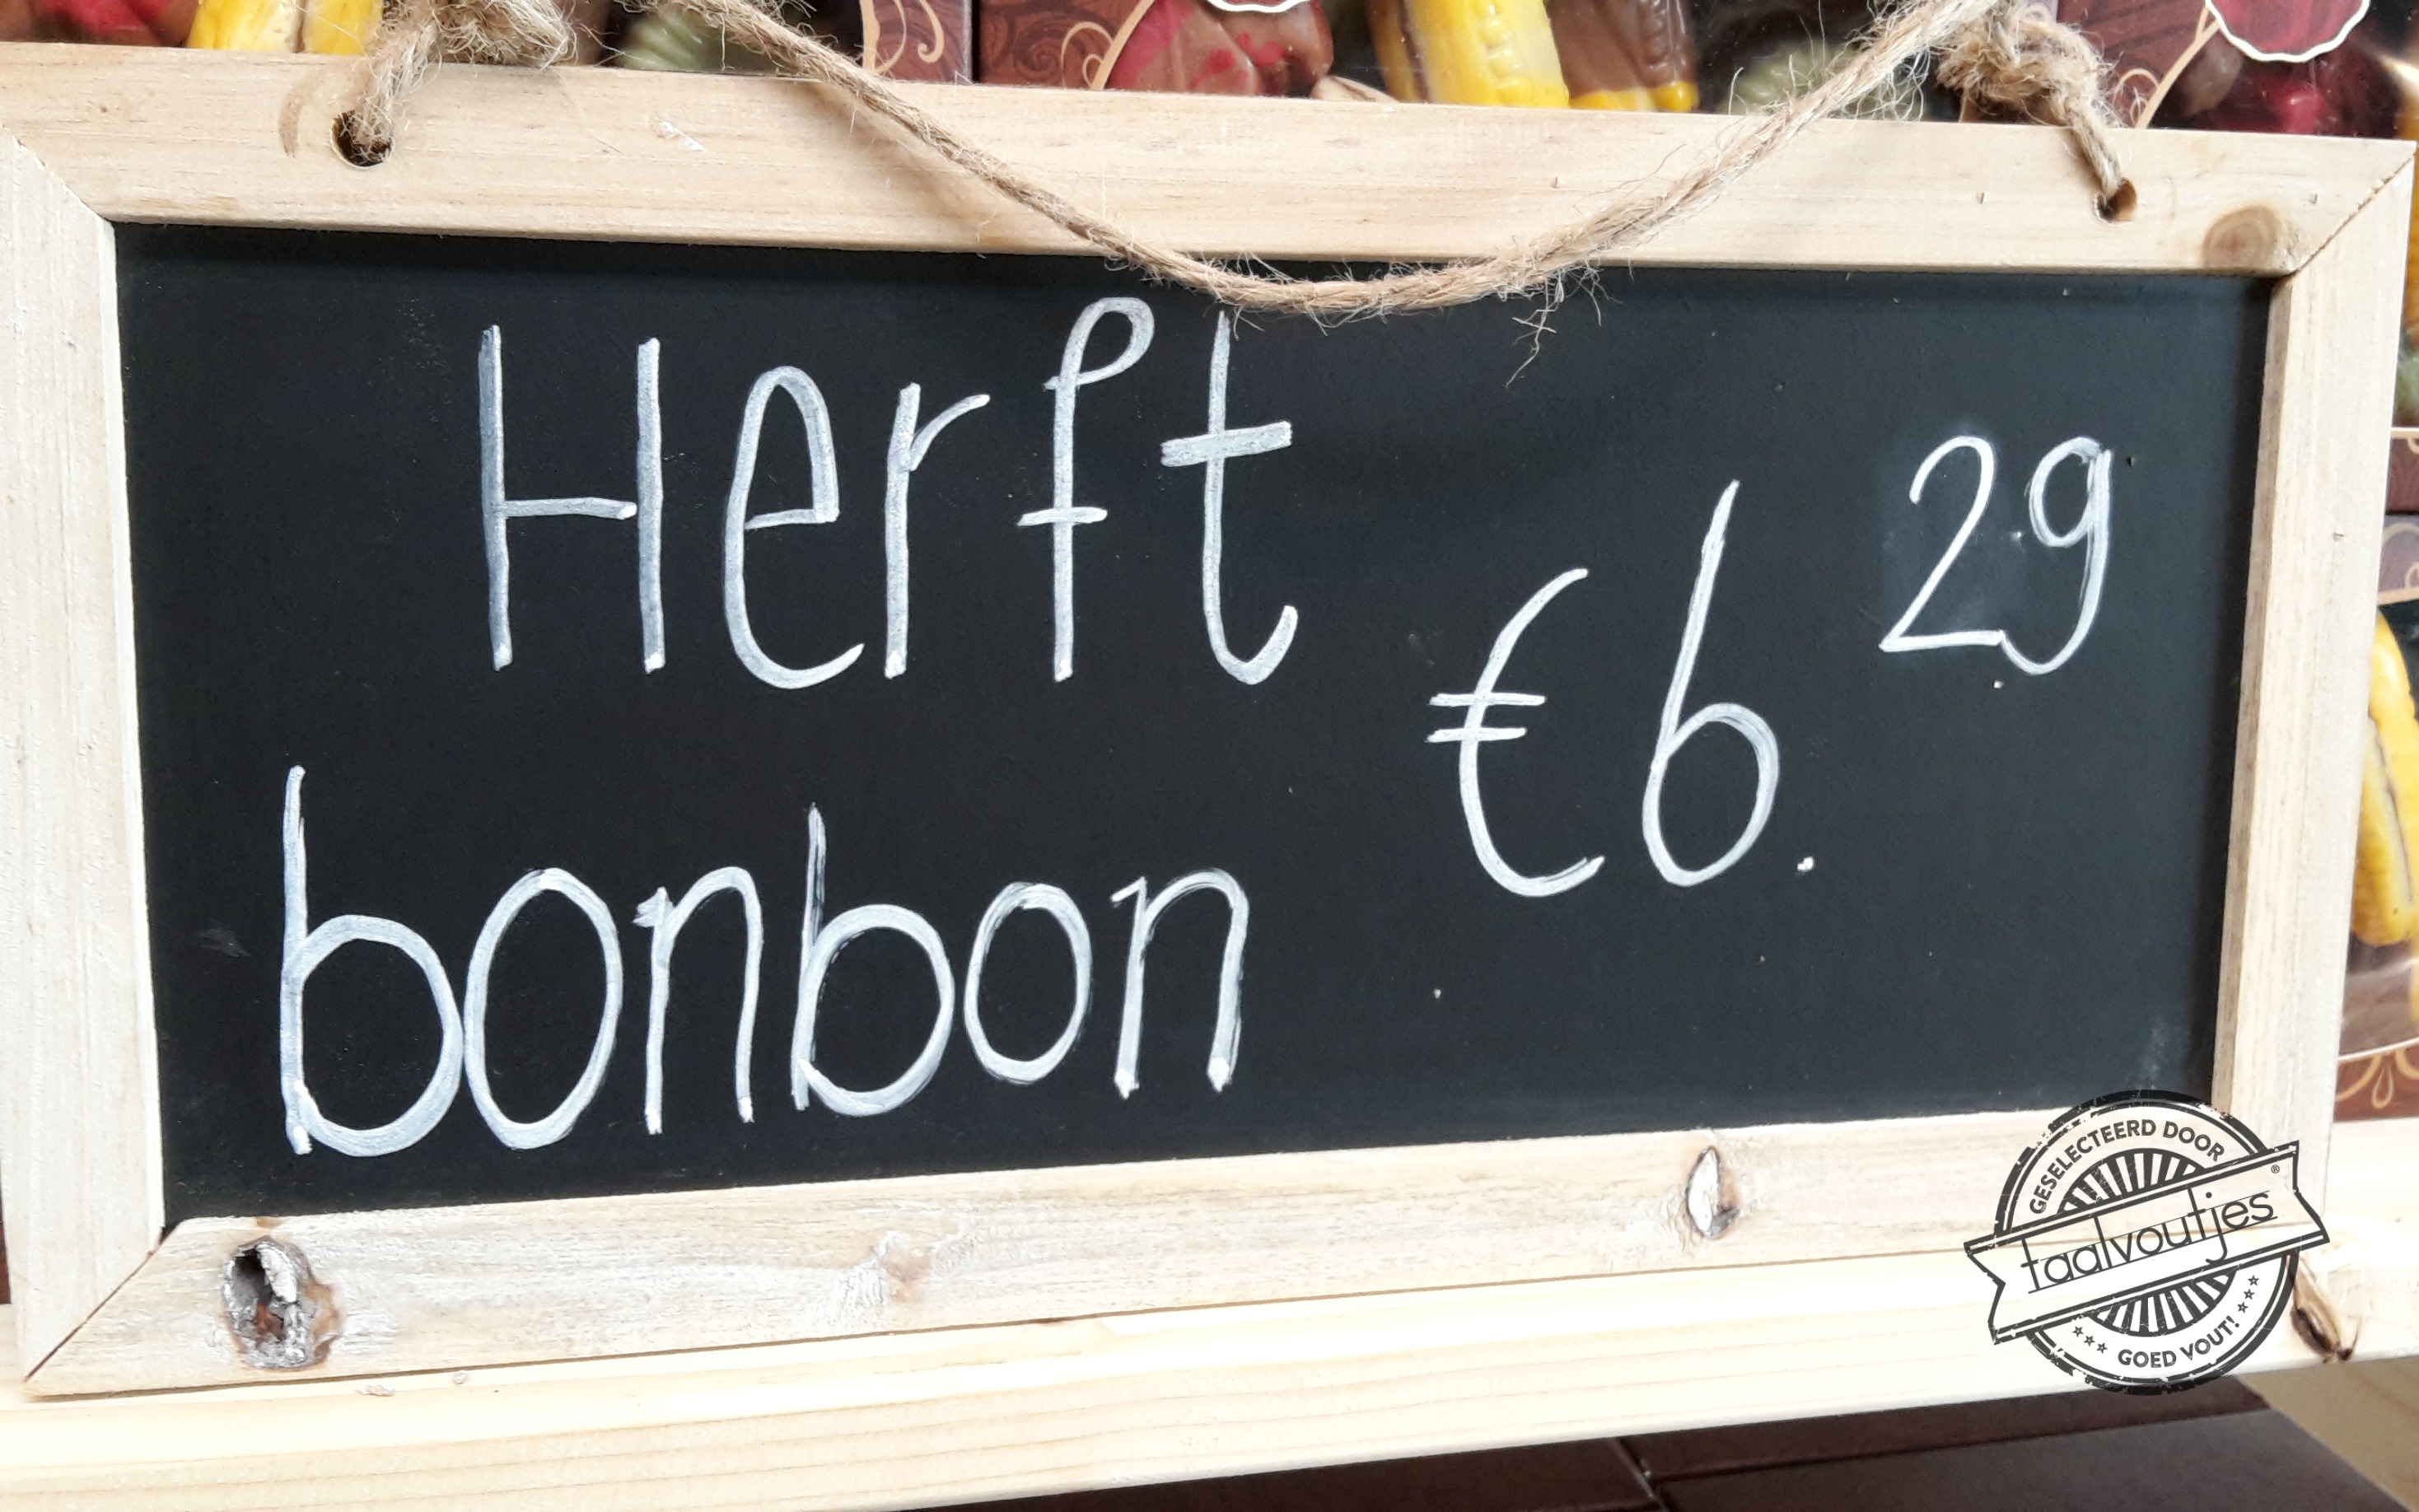 Herft
bonbon
€6.29
GESELECTEERD DOOR
taalvoutjes®
GOED VOUT!